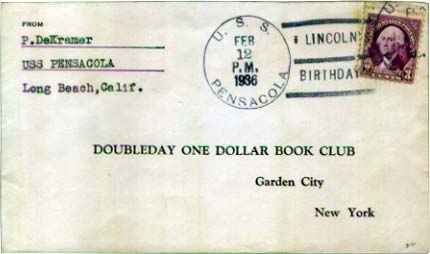 FROM
P.DeKramer
USS PENSACOLA
Long Beach,Calif.
U. S. S.
FEB
12
P.M.
1936
PENSACOLA
LINCOLN'S
BIRTHDAY
3
DOUBLEDAY ONE DOLLAR BOOK CLUB
Garden City
New York